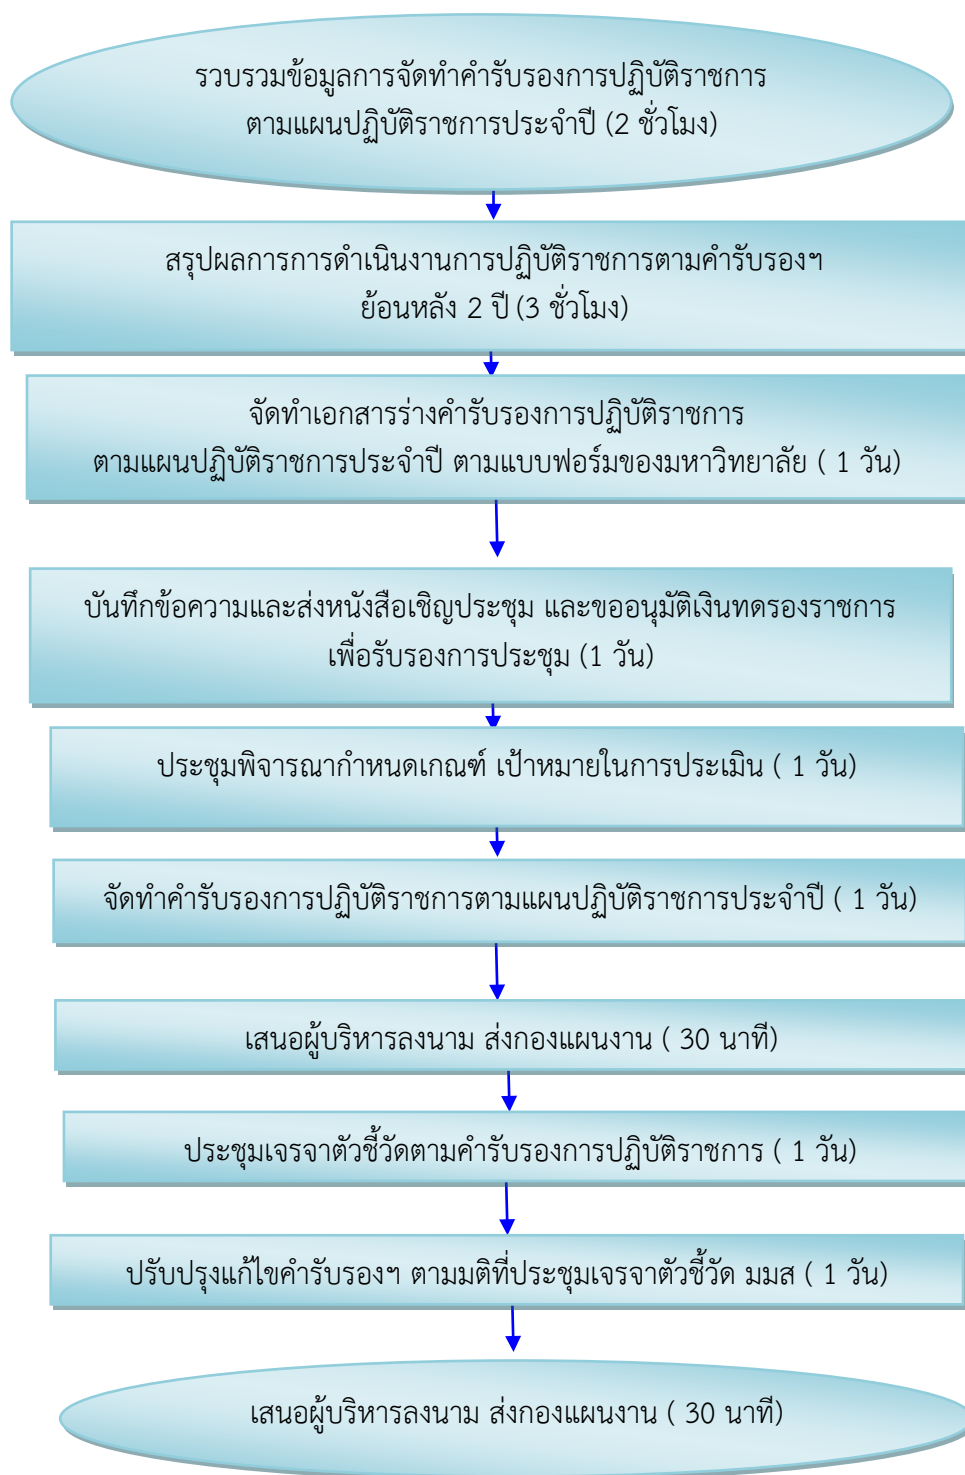 รวบรวมข้อมูลการจัดทำคำรับรองการปฏิบัติราชการ
ตามแผนปฏิบัติราชการประจำปี (2 ชั่วโมง)
สรุปผลการการดำเนินงานการปฏิบัติราชการตามคำรับรองฯ
ย้อนหลัง 2 ปี (3 ชั่วโมง)
จัดทำเอกสารร่างคำรับรองการปฏิบัติราชการ
ตามแผนปฏิบัติราชการประจำปี ตามแบบฟอร์มของมหาวิทยาลัย ( 1 วัน)
บันทึกข้อความและส่งหนังสือเชิญประชุม และขออนุมัติเงินทดรองราชการ
เพื่อรับรองการประชุม (1 วัน)
ประชุมพิจารณากำหนดเกณฑ์ เป้าหมายในการประเมิน ( 1 วัน)
จัดทำคำรับรองการปฏิบัติราชการตามแผนปฏิบัติราชการประจำปี ( 1 วัน)
เสนอผู้บริหารลงนาม ส่งกองแผนงาน ( 30 นาที)
ประชุมเจรจาตัวชี้วัดตามคำรับรองการปฏิบัติราชการ ( 1 วัน)
ปรับปรุงแก้ไขคำรับรองฯ ตามมติที่ประชุมเจรจาตัวชี้วัด มมส ( 1 วัน)
เสนอผู้บริหารลงนาม ส่งกองแผนงาน ( 30 นาที)